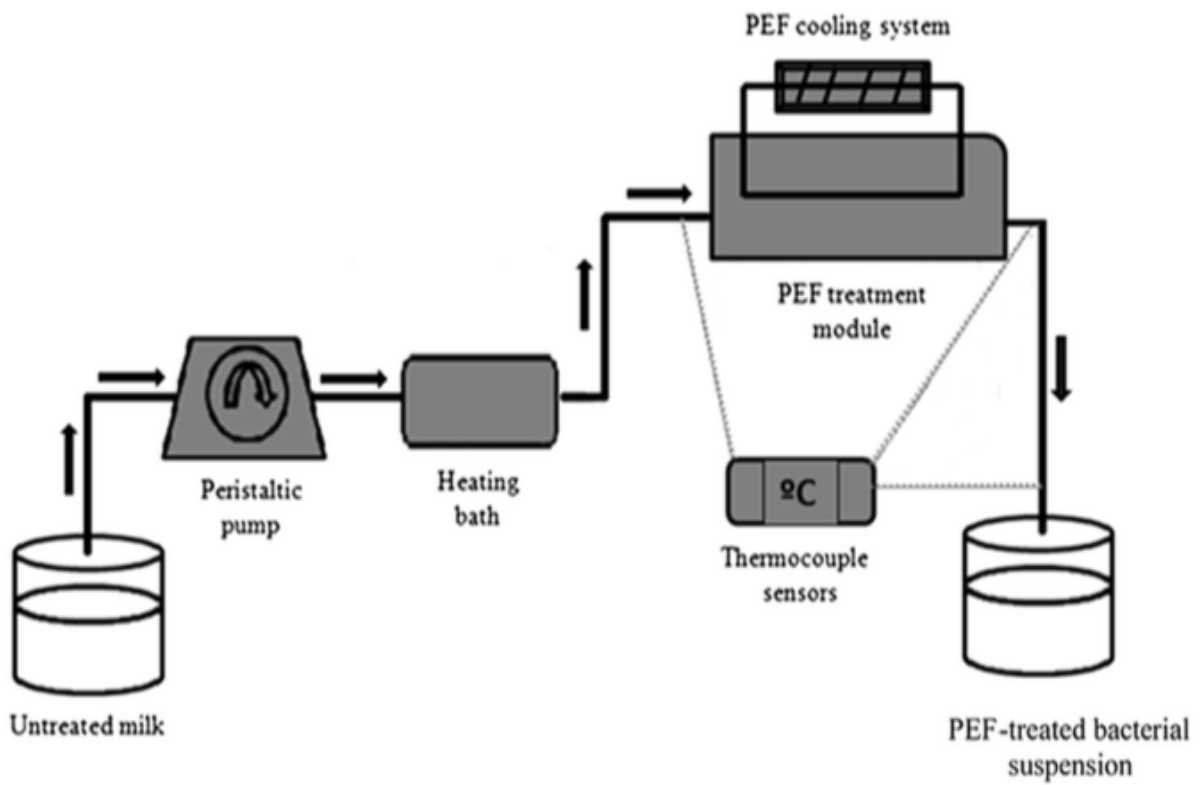 PEF cooling system
PEF treatment
module
Peristaltic
pump
Heating
bath
ºC
Thermocouple
sensors
Untreated milk
PEF-treated bacterial
suspension